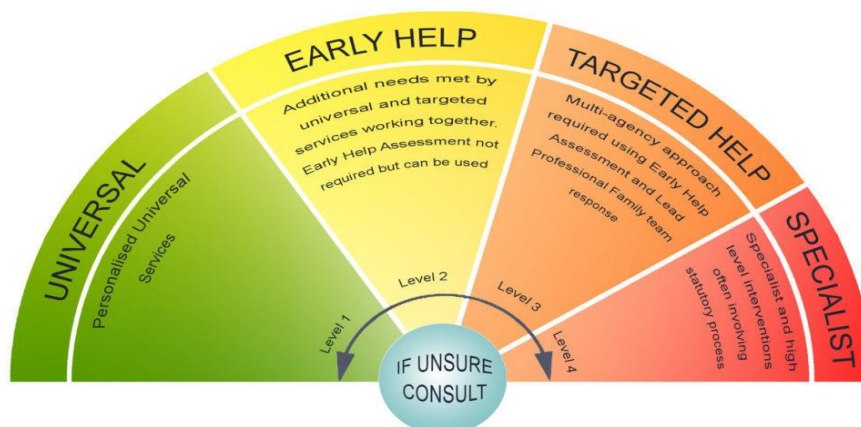 UNIVERSAL
Personalised Universal
Services
Level 1
EARLY HELP
Additional needs met by
universal and targeted
services working together.
Early Help Assessment not
required but can be used
Level 2
TARGETED HELP
Multi-agency approach
required using Early Help
Assessment and Lead
Professional Family team
response
Level 3
SPECIALIST
Specialist and high
level interventions
often involving
statutory process
Level 4
IF UNSURE
CONSULT